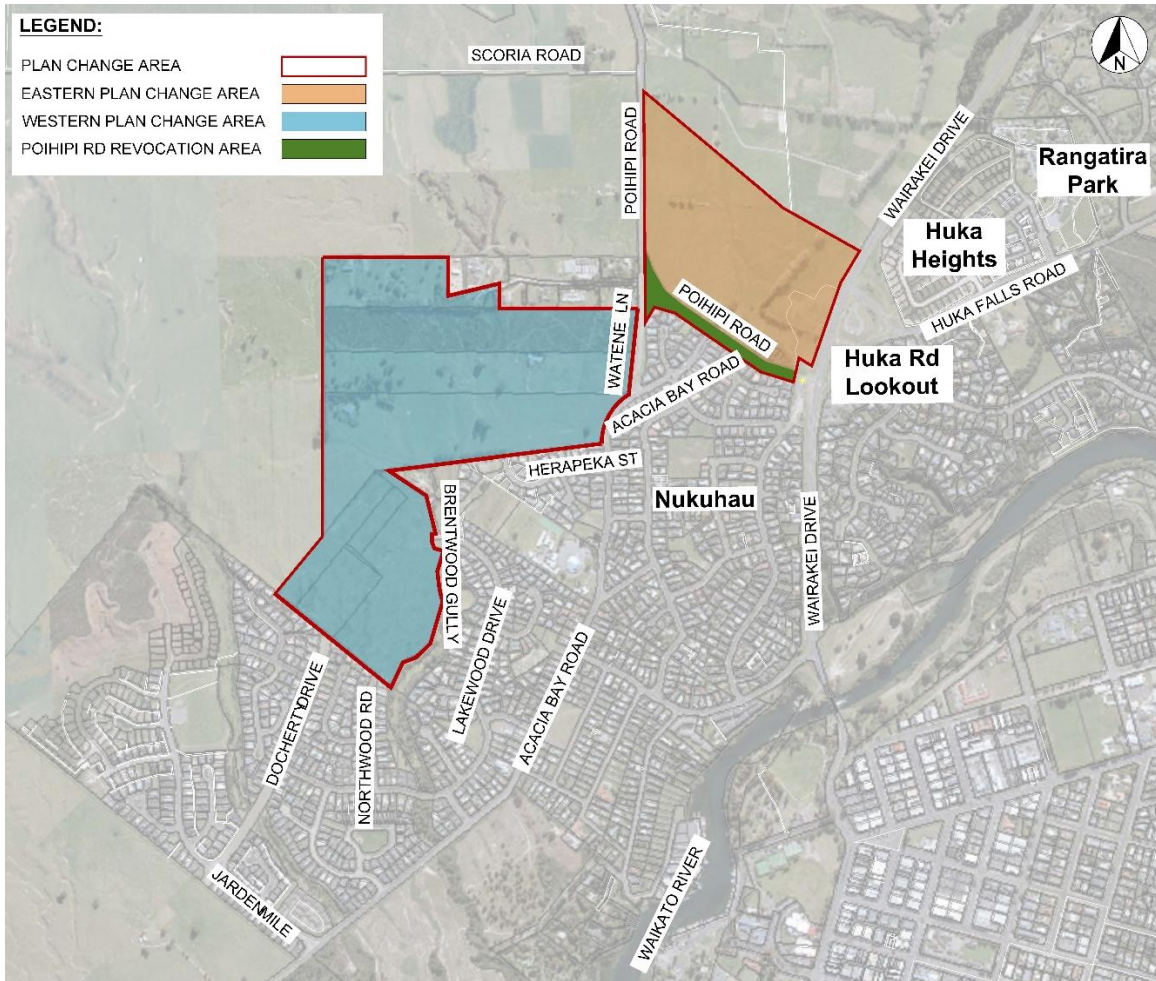 LEGEND:
PLAN CHANGE AREA
EASTERN PLAN CHANGE AREA
WESTERN PLAN CHANGE AREA
POIHIPI RD REVOCATION AREA
SCORIA ROAD
N
POIHIPI ROAD
WAIRAKEI DRIVE
Rangatira
Park
Huka
Heights
HUKA FALLS ROAD
POIHIPI ROAD
WATENE LN
ACACIA BAY ROAD
Huka Rd
Lookout
HERAPEKA ST
Nukuhau
BRENTWOOD GULLY
WAIRAKEI DRIVE
LAKEWOOD DRIVE
ACACIA BAY ROAD
DOCHERTY DRIVE
NORTHWOOD RD
JARDEN MILE
WAIKATO RIVER